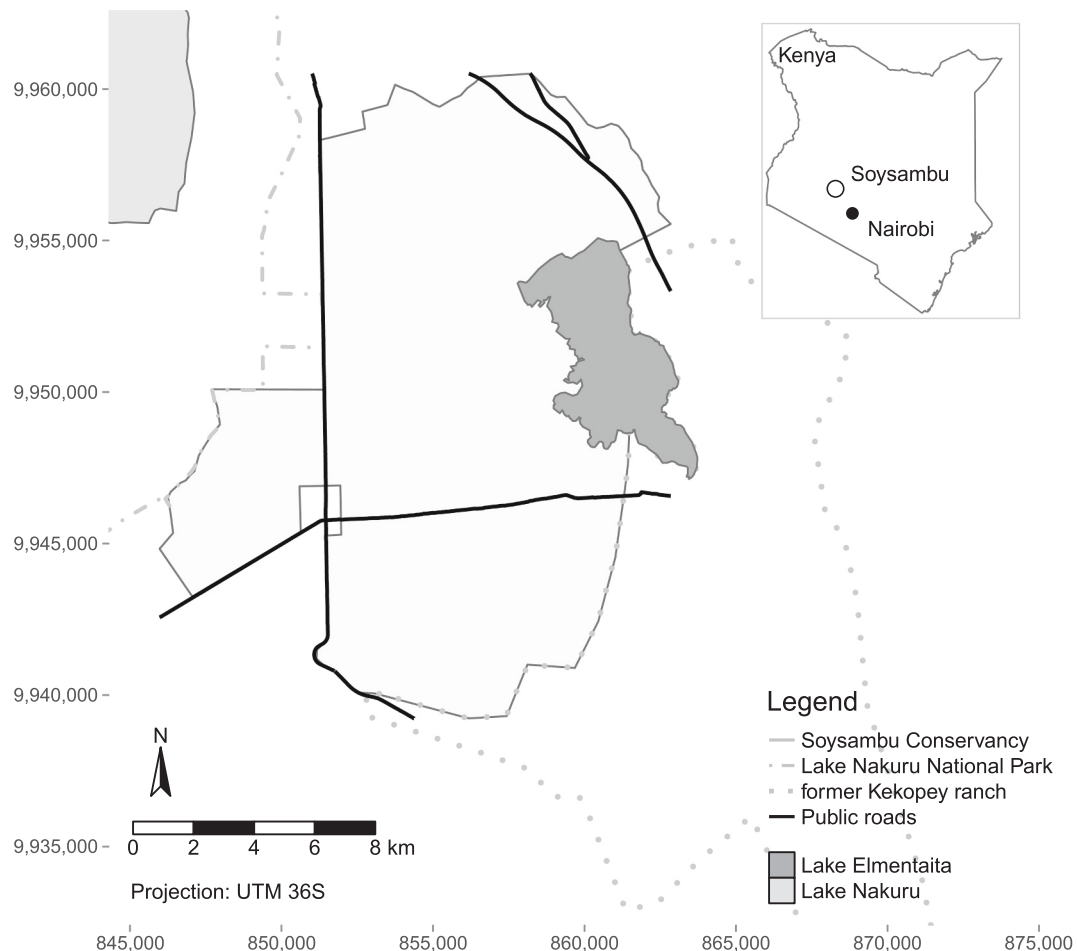 9,960,000
9,955,000
9,950,000
9,945,000
9,940,000
9,935,000
Kenya
Soysambu
Nairobi
N
0 2 4 6 8 km
Projection: UTM 36S
Legend
Soysambu Conservancy
Lake Nakuru National Park
former Kekopey ranch
Public roads
Lake Elmentaita
Lake Nakuru
845,000 850,000 855,000 860,000 865,000 870,000 875,000